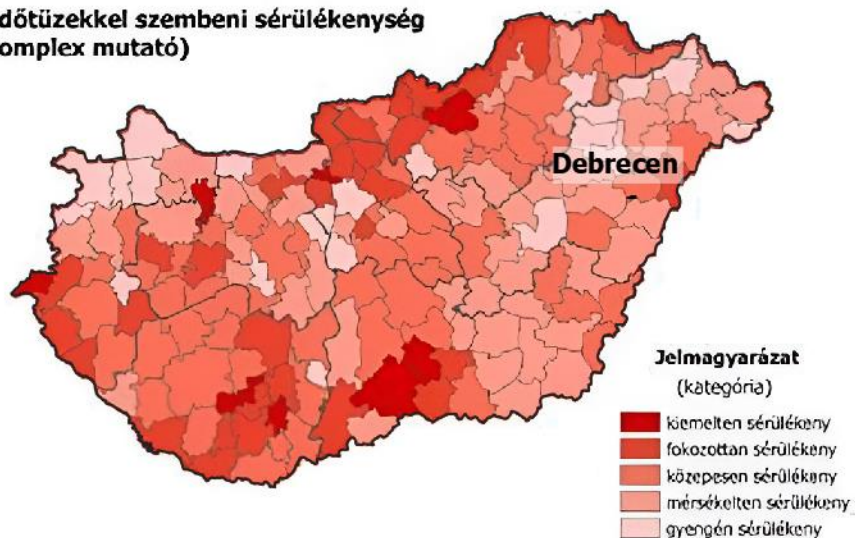 dőtüzekkel szembeni sérülékenység
omplex mutató)
Debrecen
Jelmagyarázat
(kategória)
kiemelten sérülékeny
fokozottan sérülékeny
közepesen sérülékeny
mérsékelten sérülékeny
gyengén sérülékeny